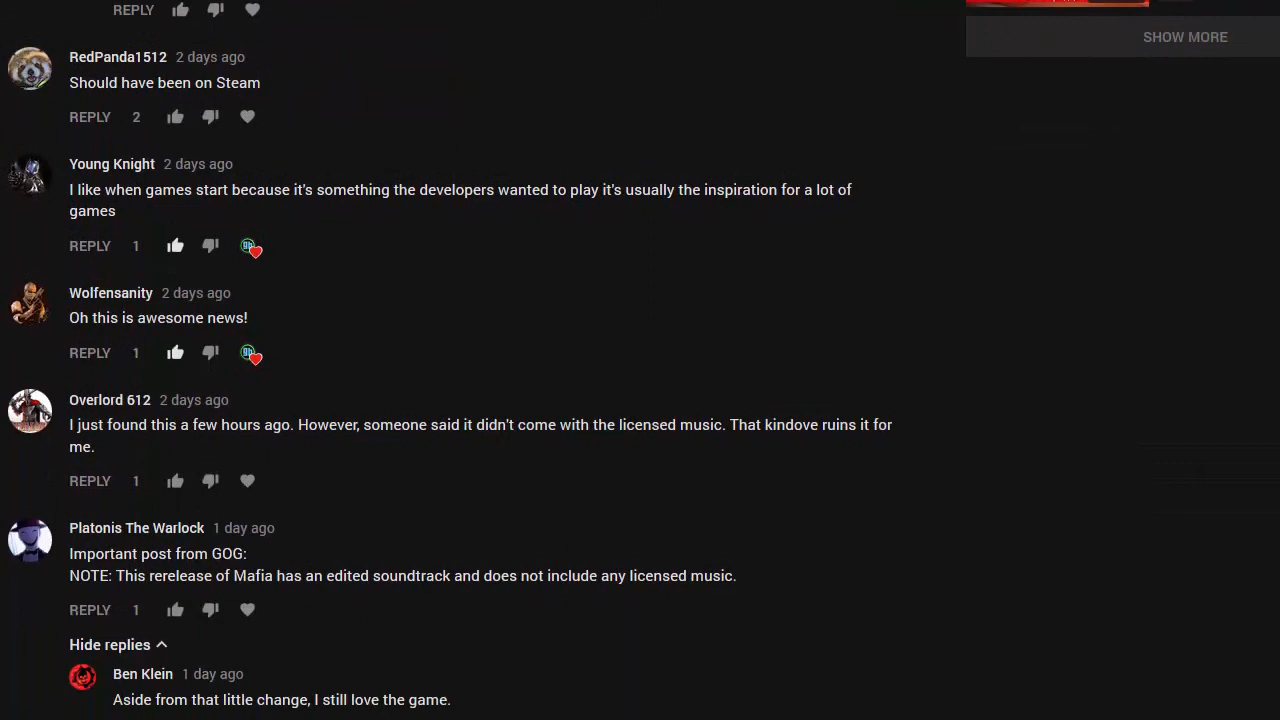 REPLY
SHOW MORE
RedPanda1512 2 days ago
Should have been on Steam
REPLY 2
Young Knight 2 days ago
I like when games start because it's something the developers wanted to play it's usually the inspiration for a lot of
games
REPLY 1
Wolfensanity 2 days ago
Oh this is awesome news!
REPLY 1
Overlord 612 2 days ago
I just found this a few hours ago. However, someone said it didn't come with the licensed music. That kindove ruins it for
me.
REPLY 1
Platonis The Warlock 1 day ago
Important post from GOG:
NOTE: This rerelease of Mafia has an edited soundtrack and does not include any licensed music.
REPLY 1
Hide replies
Ben Klein 1 day ago
Aside from that little change, I still love the game.